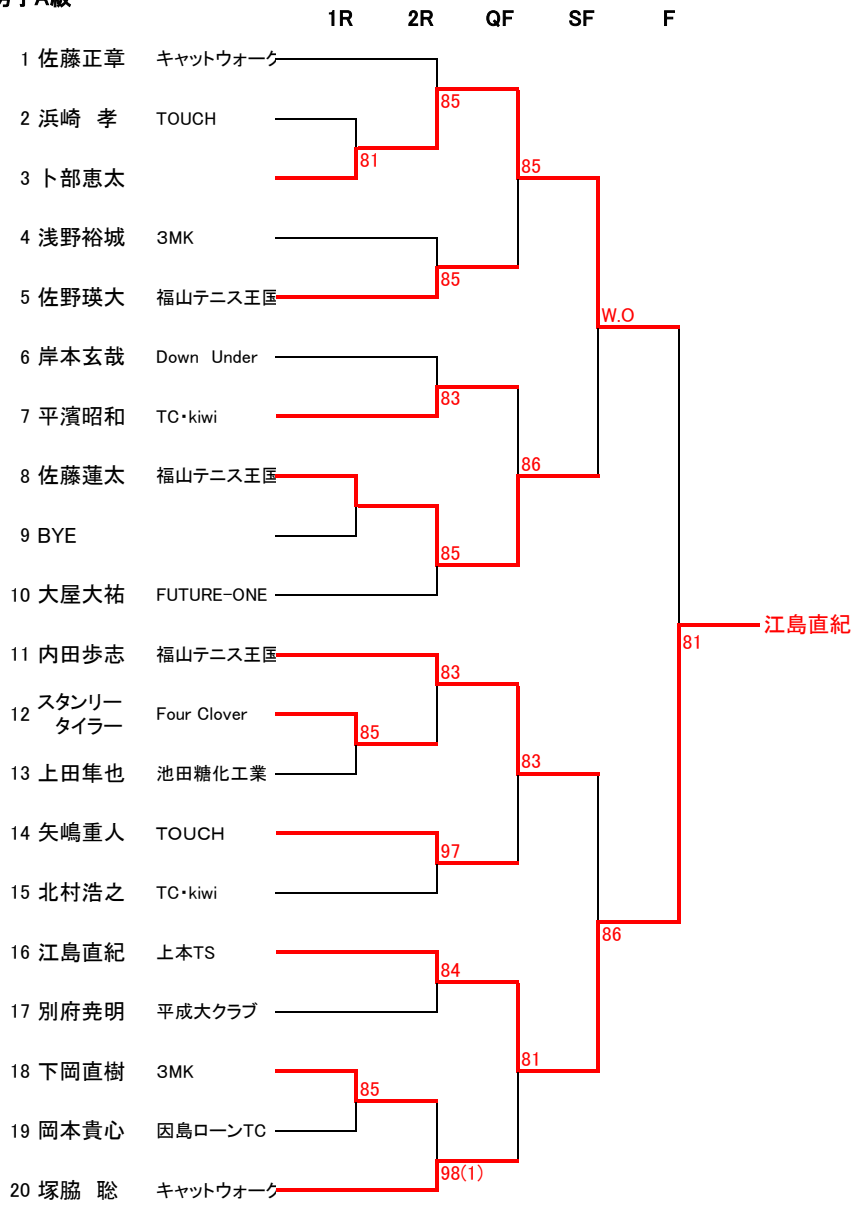 男子A級
1R 2R QF SF F
1 佐藤正章 キャットウォーク
85
2 浜崎 孝 TOUCH
81
85
3 卜部恵太
4 浅野裕城 3MK
85
5 佐野瑛大 福山テニス王国
W.O
6 岸本玄哉 Down Under
83
7 平濱昭和 TC・kiwi
86
8 佐藤蓮太 福山テニス王国
9 BYE
85
10 大屋大祐 FUTURE-ONE
江島直紀
81
11 内田歩志 福山テニス王国
83
12 スタンリー
タイラー Four Clover
85
83
13 上田隼也 池田糖化工業
14 矢嶋重人 TOUCH
97
15 北村浩之 TC・kiwi
86
16 江島直紀 上本TS
84
17 別府尭明 平成大クラブ
81
18 下岡直樹 3MK
85
19 岡本貴心 因島ローンTC
98(1)
20 塚脇 聡 キャットウォーク